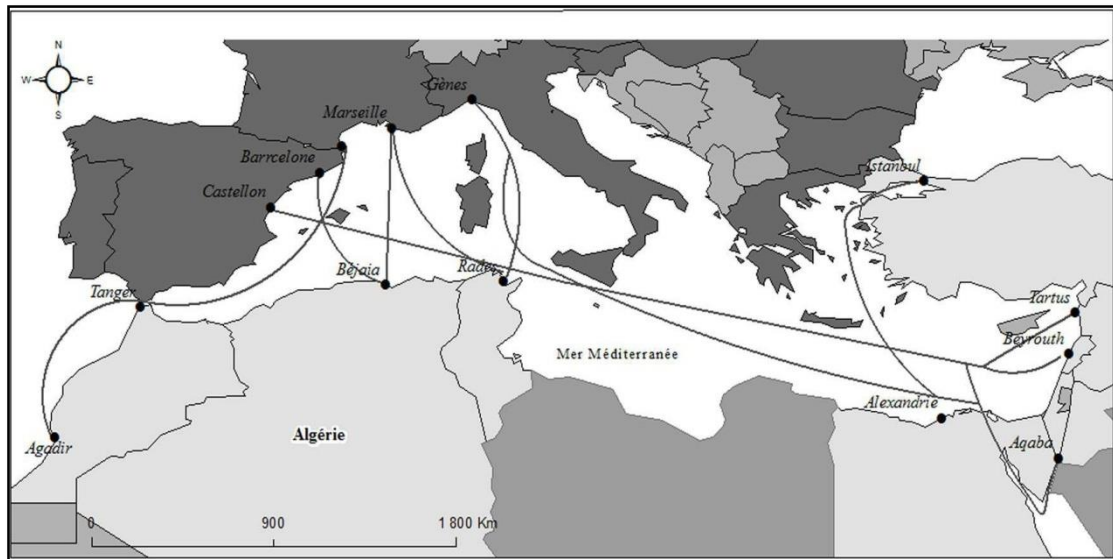 N
W E
S
Gènes
Marseille
Barrcelone
Castellon
Istanbul
Béjaia
Rades
Tanger
Tartus
Beyrouth
Mer Méditerranée
Alexandrie
Agadir
Algérie
Aqaba
0 900 1 800 Km